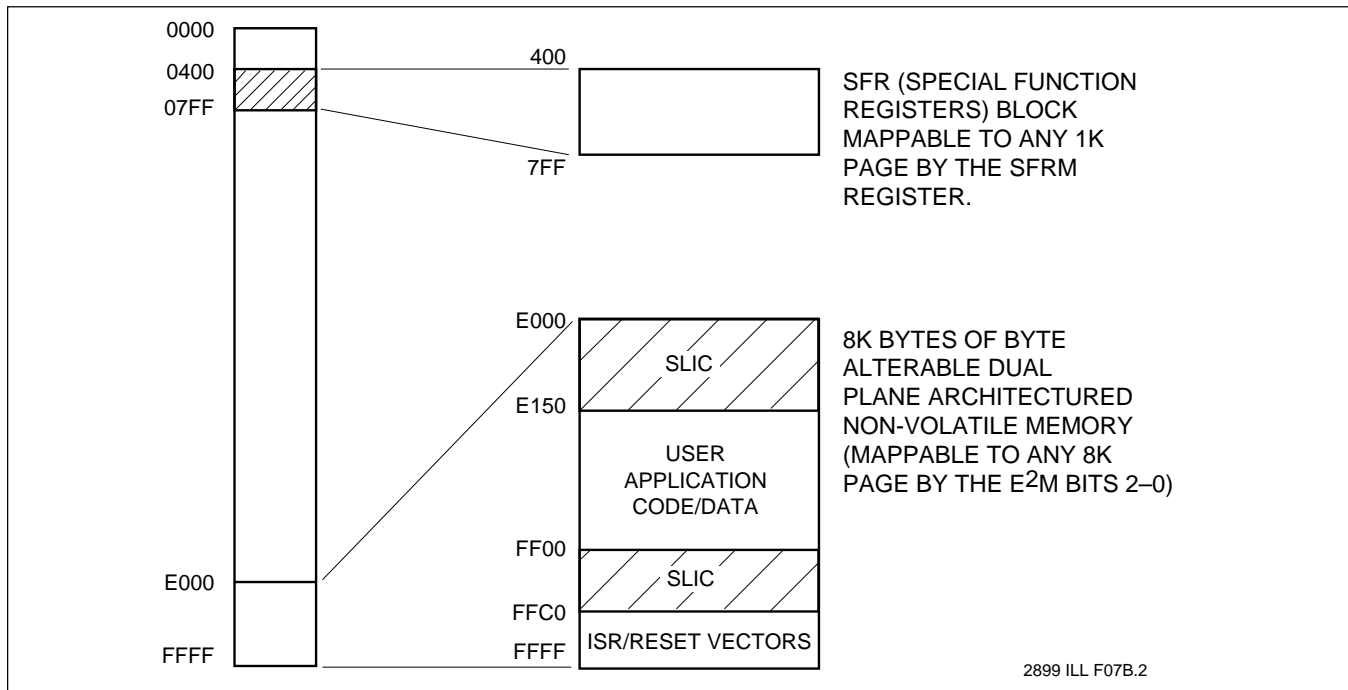 0000
0400
07FF
E000
FFFF
400
7FF
SFR (SPECIAL FUNCTION
REGISTERS) BLOCK
MAPPABLE TO ANY 1K
PAGE BY THE SFRM
REGISTER.
E000
SLIC
E150
USER
APPLICATION
CODE/DATA
FF00
SLIC
FFC0
ISR/RESET VECTORS
FFFF
8K BYTES OF BYTE
ALTERABLE DUAL
PLANE ARCHITECTURED
NON-VOLATILE MEMORY
(MAPPABLE TO ANY 8K
PAGE BY THE E²M BITS 2–0)
2899 ILL F07B.2